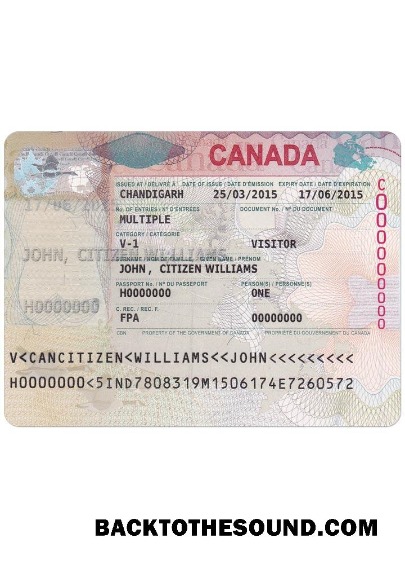 CANADA
ISSUED AT / DÉLIVRÉ À DATE OF ISSUE / DATE D'ÉMISSION EXPIRY DATE / DATE D'EXPIRATION
CHANDIGARH 25/03/2015 17/06/2015
NO. OF ENTRIES / Nº D'ENTRÉES DOCUMENT No. / Nº DU DOCUMENT
MULTIPLE
CATEGORY / CATÉGORIE
V-1 VISITOR
SURNAME / NOM DE FAMILLE GIVEN NAME / PRÉNOM
JOHN, CITIZEN WILLIAMS
PASSPORT No. / Nº DU PASSEPORT PERSON(S) / PERSONNE(S)
H0000000 ONE
C. REC. / REC. F.
FPA 00000000
CDN PROPERTY OF THE GOVERNMENT OF CANADA PROPRIÉTÉ DU GOUVERNEMENT DU CANADA
JOHN, CITIZEN WILLIAMS
H0000000
V<CANCITIZEN<WILLIAMS<<JOHN<<<<<<<<<
H0000000<5IND7808319M1506174E7260572
BACKTOTHESOUND.COM